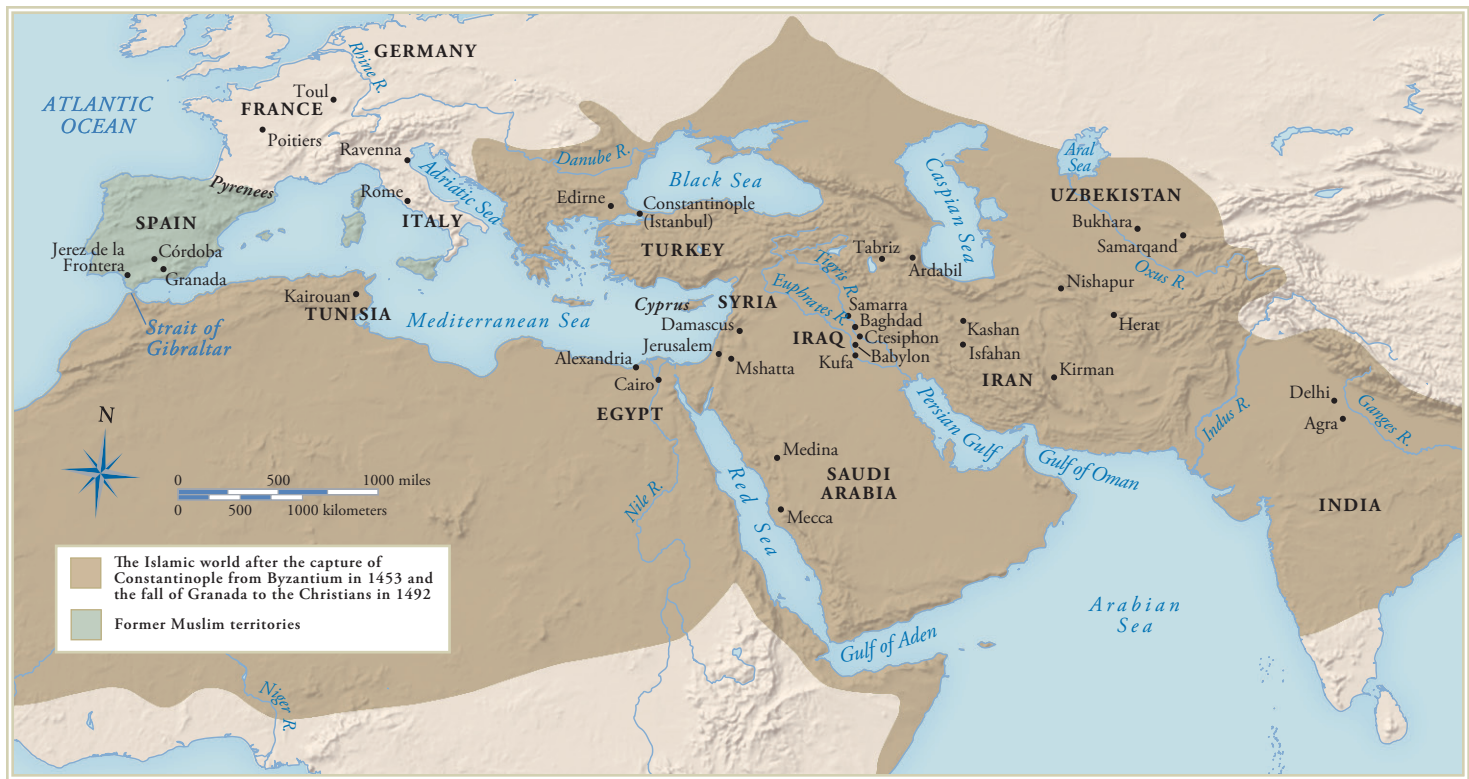 GERMANY
Rhine R.
Toul
FRANCE
ATLANTIC
OCEAN
Poitiers
Ravenna
Adriatic Sea
Pyrenees
Rome
ITALY
SPAIN
Jerez de la
Frontera
Córdoba
Granada
Strait of
Gibraltar
Kairouan
TUNISIA
Mediterranean Sea
Danube R.
Black Sea
Edirne
Constantinople
(Istanbul)
TURKEY
Caspian Sea
Aral
Sea
UZBEKISTAN
Bukhara
Samarqand
Oxus R.
Tabriz
Ardabil
Tigris R.
Euphrates R.
Nishapur
Herat
Cyprus
SYRIA
Damascus
Jerusalem
Mshatta
Samarra
Baghdad
Ctesiphon
IRAQ
Babylon
Kufa
Kashan
Isfahan
IRAN
Kirman
Alexandria
Cairo
EGYPT
Nile R.
Red Sea
Medina
SAUDI
ARABIA
Mecca
Persian Gulf
Gulf of Oman
Indus R.
Delhi
Agra
Ganges R.
INDIA
Arabian
Sea
Gulf of Aden
Niger R.
N
0 500 1000 miles
0 500 1000 kilometers
The Islamic world after the capture of
Constantinople from Byzantium in 1453 and
the fall of Granada to the Christians in 1492
Former Muslim territories